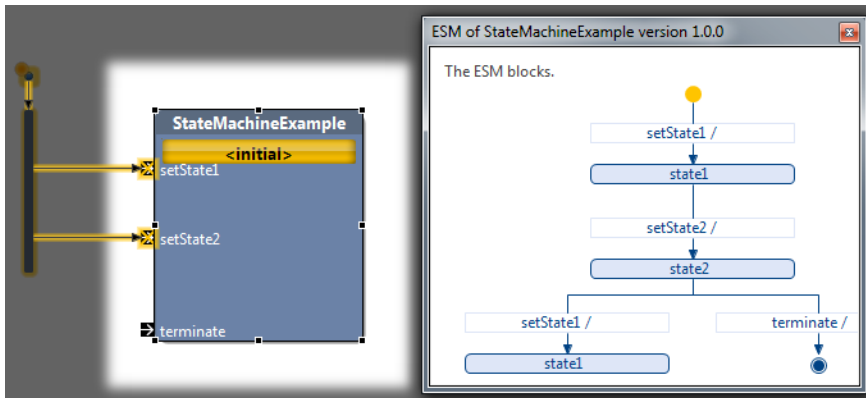 StateMachineExample
<initial>
setState1
setState2
terminate
ESM of StateMachineExample version 1.0.0
The ESM blocks.
setState1 /
state1
setState2 /
state2
setState1 /
terminate /
state1